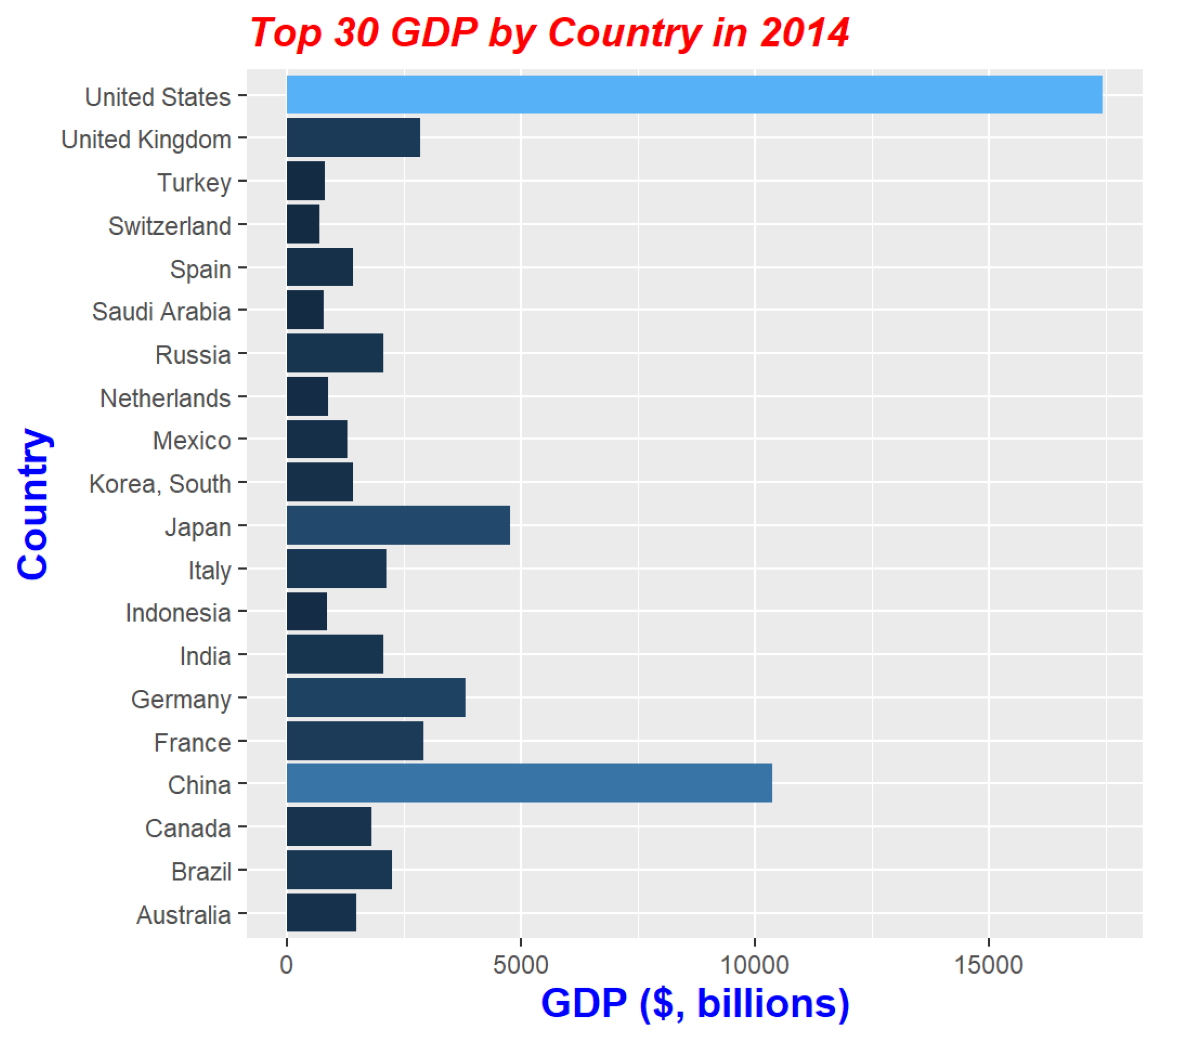 Top 30 GDP by Country in 2014
United States
United Kingdom
Turkey
Switzerland
Spain
Saudi Arabia
Russia
Netherlands
Mexico
Korea, South
Japan
Italy
Indonesia
India
Germany
France
China
Canada
Brazil
Australia
Country
0 5000 10000 15000
GDP ($, billions)